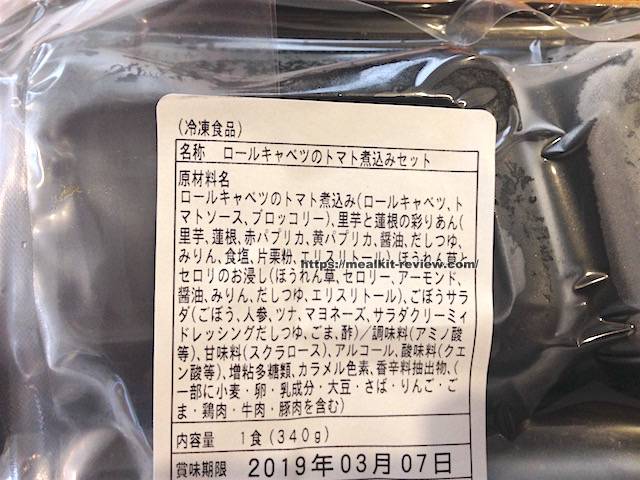 (冷凍食品)
名称 ロールキャベツのトマト煮込みセット
原材料名
ロールキャベツのトマト煮込み(ロールキャベツ、ト
マトソース、ブロッコリー)、里芋と蓮根の彩りあん(
里芋、蓮根、赤パプリカ、黄パプリカ、醤油、だしつゆ、
みりん、食塩、片栗粉、エリスリトール)、ほうれん草と
https://mealkit-review.com/
セロリのお浸し(ほうれん草、セロリー、アーモンド、
醤油、みりん、だしつゆ、エリスリトール)、ごぼうサラ
ダ(ごぼう、人参、ツナ、マヨネーズ、サラダクリーミィ
ドレッシングだしつゆ、ごま、酢)/調味料(アミノ酸
等)、甘味料(スクラロース)、アルコール、酸味料(クエ
ン酸等)、増粘多糖類、カラメル色素、香辛料抽出物、(
一部に小麦・卵・乳成分・大豆・さば・りんご・ご
ま・鶏肉・牛肉・豚肉を含む)
内容量 1食(340g)
賞味期限 2019年03月07日